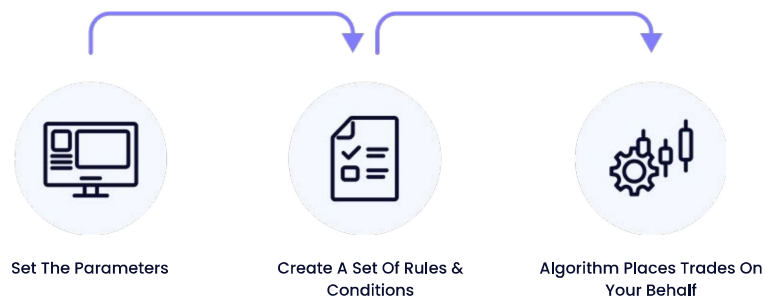 Set The Parameters
Create A Set Of Rules &
Conditions
Algorithm Places Trades On
Your Behalf